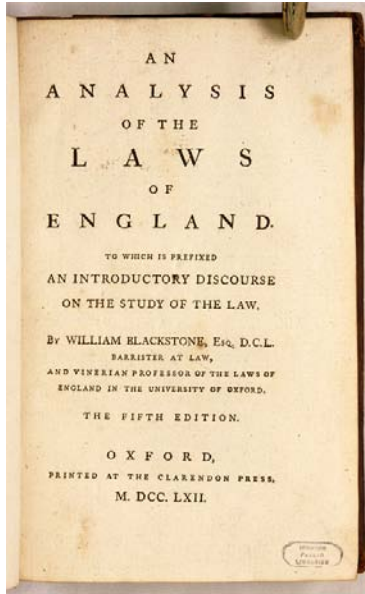 AN
ANALYSIS
OF THE
LAWS
OF
ENGLAND.
TO WHICH IS PREFIXED
AN INTRODUCTORY DISCOURSE
ON THE STUDY OF THE LAW.
By WILLIAM BLACKSTONE, Esq. D.C.L.
BARRISTER AT LAW,
AND VINERIAN PROFESSOR OF THE LAWS OF
ENGLAND IN THE UNIVERSITY OF OXFORD.
THE FIFTH EDITION.
OXFORD,
PRINTED AT THE CLARENDON PRESS,
M. DCC. LXII.